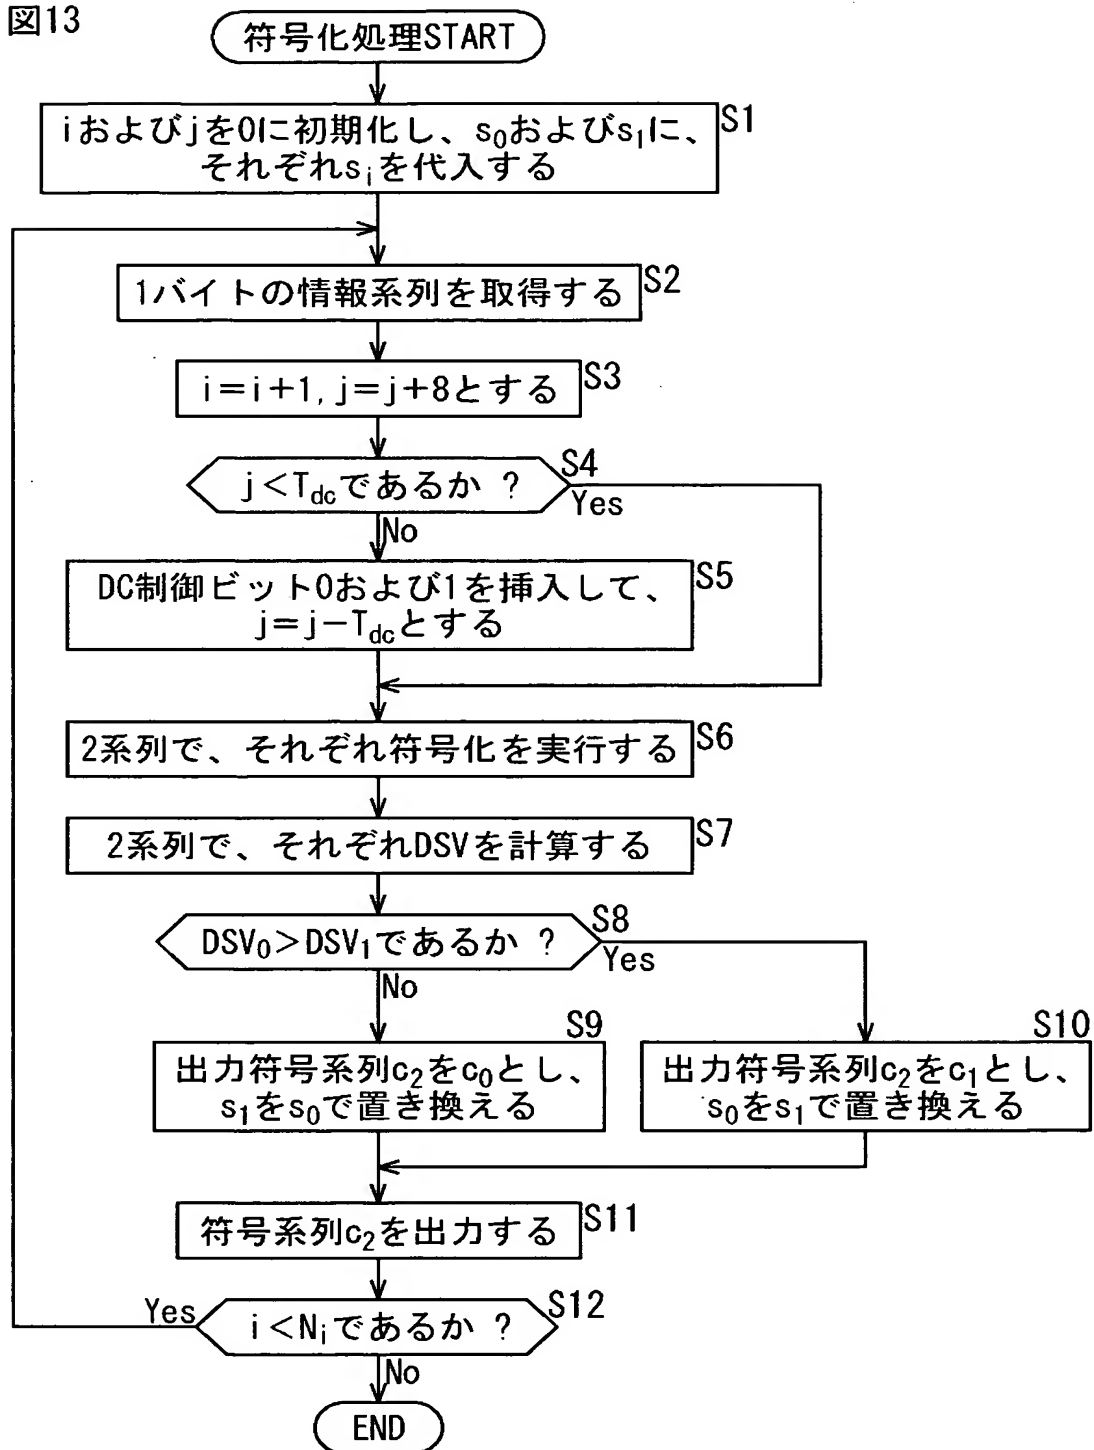 図13
符号化処理START
iおよびjを0に初期化し、s₀およびs₁に、
それぞれsᵢを代入する
S1
1バイトの情報系列を取得する
S2
i=i+1, j=j+8とする
S3
j<T_dcであるか ?
S4
Yes
No
DC制御ビット0および1を挿入して、
j=j-T_dcとする
S5
2系列で、それぞれ符号化を実行する
S6
2系列で、それぞれDSVを計算する
S7
DSV₀>DSV₁であるか ?
S8
Yes
No
S9
出力符号系列c₂をc₀とし、
s₁をs₀で置き換える
S10
出力符号系列c₂をc₁とし、
s₀をs₁で置き換える
符号系列c₂を出力する
S11
Yes
i<Nᵢであるか ?
S12
No
END